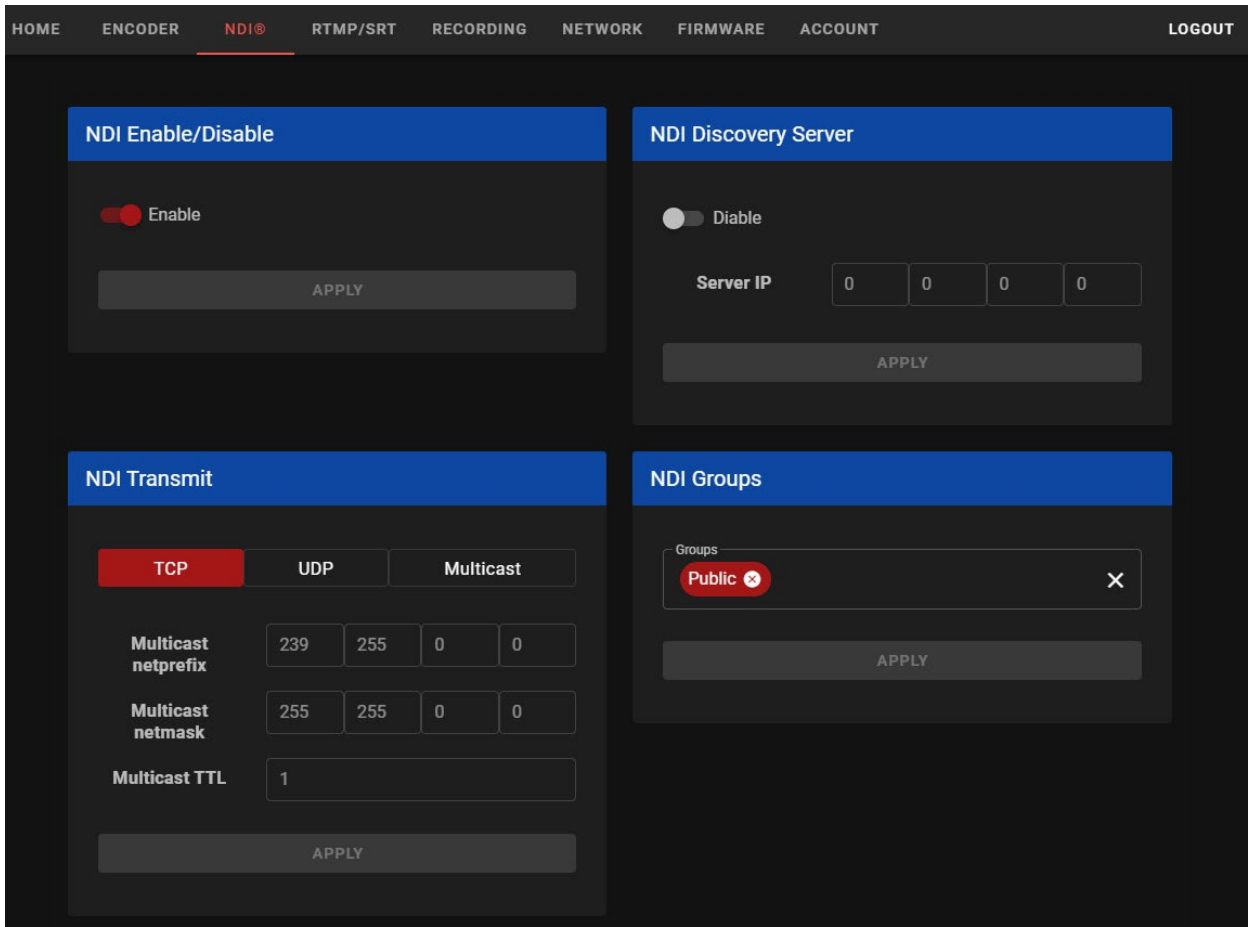 HOME ENCODER NDI® RTMP/SRT RECORDING NETWORK FIRMWARE ACCOUNT LOGOUT
NDI Enable/Disable
Enable
APPLY
NDI Discovery Server
Diable
Server IP 0 0 0 0
APPLY
NDI Transmit
TCP UDP Multicast
Multicast
netprefix
239 255 0 0
Multicast
netmask
255 255 0 0
Multicast TTL 1
APPLY
NDI Groups
Groups
Public
APPLY